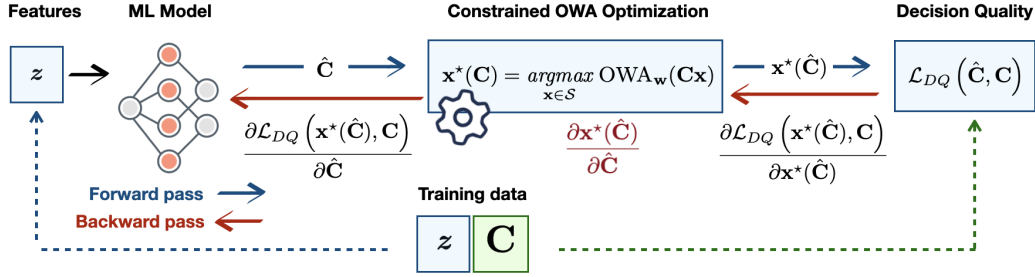 Features ML Model Constrained OWA Optimization Decision Quality
z
Ĉ
x⋆(C) = argmax OWA_w(Cx)
x∈𝒮
x⋆(Ĉ)
ℒ_DQ (Ĉ, C)
∂ℒ_DQ (x⋆(Ĉ), C)
∂Ĉ
∂x⋆(Ĉ)
∂Ĉ
∂ℒ_DQ (x⋆(Ĉ), C)
∂x⋆(Ĉ)
Forward pass
Backward pass
Training data
z C